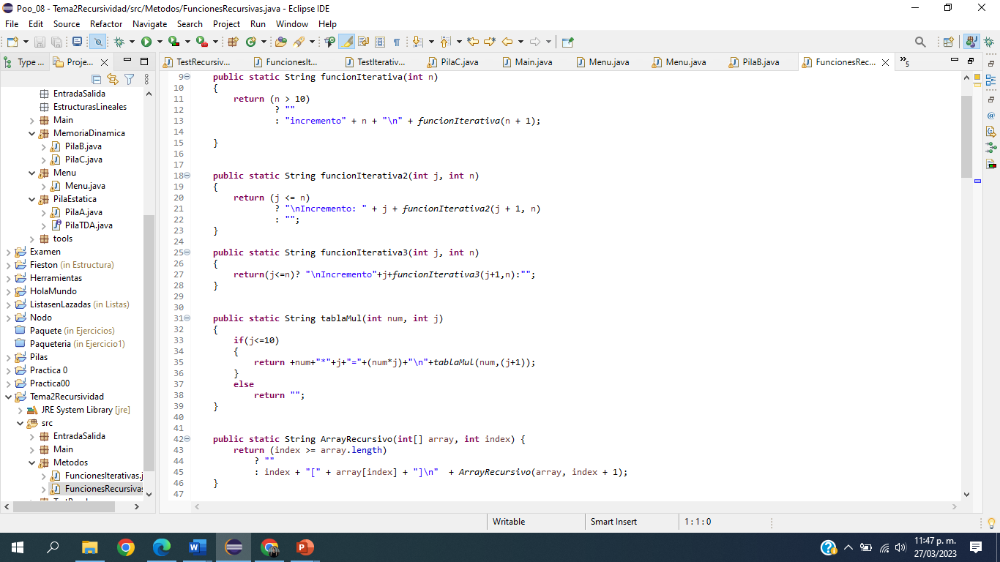 Poo_08 - Tema2Recursividad/src/Metodos/FuncionesRecursivas.java - Eclipse IDE
File Edit Source Refactor Navigate Search Project Run Window Help
Type ... Proje...
TestRecursiv... FuncionesIt... TestIterativ... PilaC.java Main.java Menu.java Menu.java PilaB.java FuncionesRec... »5
EntradaSalida
EstructurasLineales
Main
MemoriaDinamica
PilaB.java
PilaC.java
Menu
Menu.java
PilaEstatica
PilaA.java
PilaTDA.java
tools
Examen
Fieston (in Estructura)
Herramientas
HolaMundo
ListasenLazadas (in Listas)
Nodo
Paquete (in Ejercicios)
Paqueteria (in Ejercicio1)
Pilas
Practica 0
Practica00
Tema2Recursividad
JRE System Library [jre]
src
EntradaSalida
Main
Metodos
FuncionesIterativas.j
FuncionesRecursivas
9 public static String funcionIterativa(int n)
10 {
11 return (n > 10)
12 ? ""
13 : "incremento" + n + "\n" + funcionIterativa(n + 1);
14
15 }
16
17
18 public static String funcionIterativa2(int j, int n)
19 {
20 return (j <= n)
21 ? "\nIncremento: " + j + funcionIterativa2(j + 1, n)
22 : "";
23 }
24
25 public static String funcionIterativa3(int j, int n)
26 {
27 return(j<=n)? "\nIncremento"+j+funcionIterativa3(j+1,n):"";
28 }
29
30
31 public static String tablaMul(int num, int j)
32 {
33 if(j<=10)
34 {
35 return +num+"*"+j+"="+(num*j)+"\n"+tablaMul(num,(j+1));
36 }
37 else
38 return "";
39 }
40
41
42 public static String ArrayRecursivo(int[] array, int index) {
43 return (index >= array.length)
44 ? ""
45 : index + "[" + array[index] + "]\n" + ArrayRecursivo(array, index + 1);
46 }
47
Writable Smart Insert 1 : 1 : 0
11:47 p. m.
27/03/2023